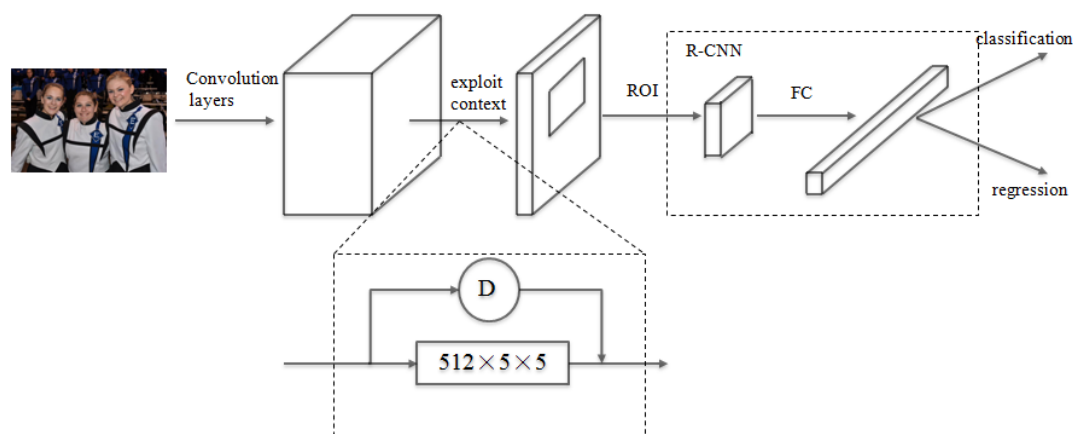 Convolution
layers
exploit
context
ROI
R-CNN
FC
classification
regression
D
512×5×5